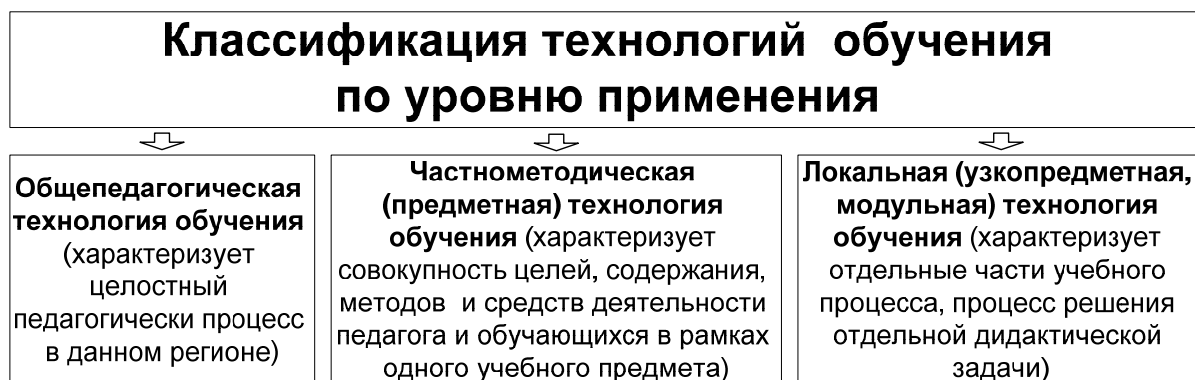 Классификация технологий обучения
по уровню применения
Общепедагогическая
технология обучения
(характеризует
целостный
педагогически процесс
в данном регионе)
Частнометодическая
(предметная) технология
обучения (характеризует
совокупность целей, содержания,
методов и средств деятельности
педагога и обучающихся в рамках
одного учебного предмета)
Локальная (узкопредметная,
модульная) технология
обучения (характеризует
отдельные части учебного
процесса, процесс решения
отдельной дидактической
задачи)